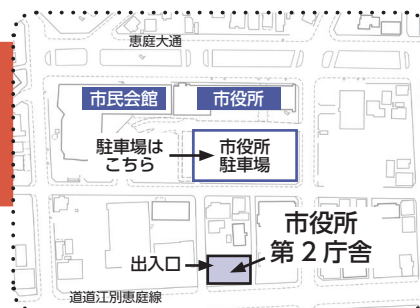 恵庭大通
市民会館
市役所
駐車場は
こちら
市役所
駐車場
市役所
第2庁舎
出入口
道道江別恵庭線